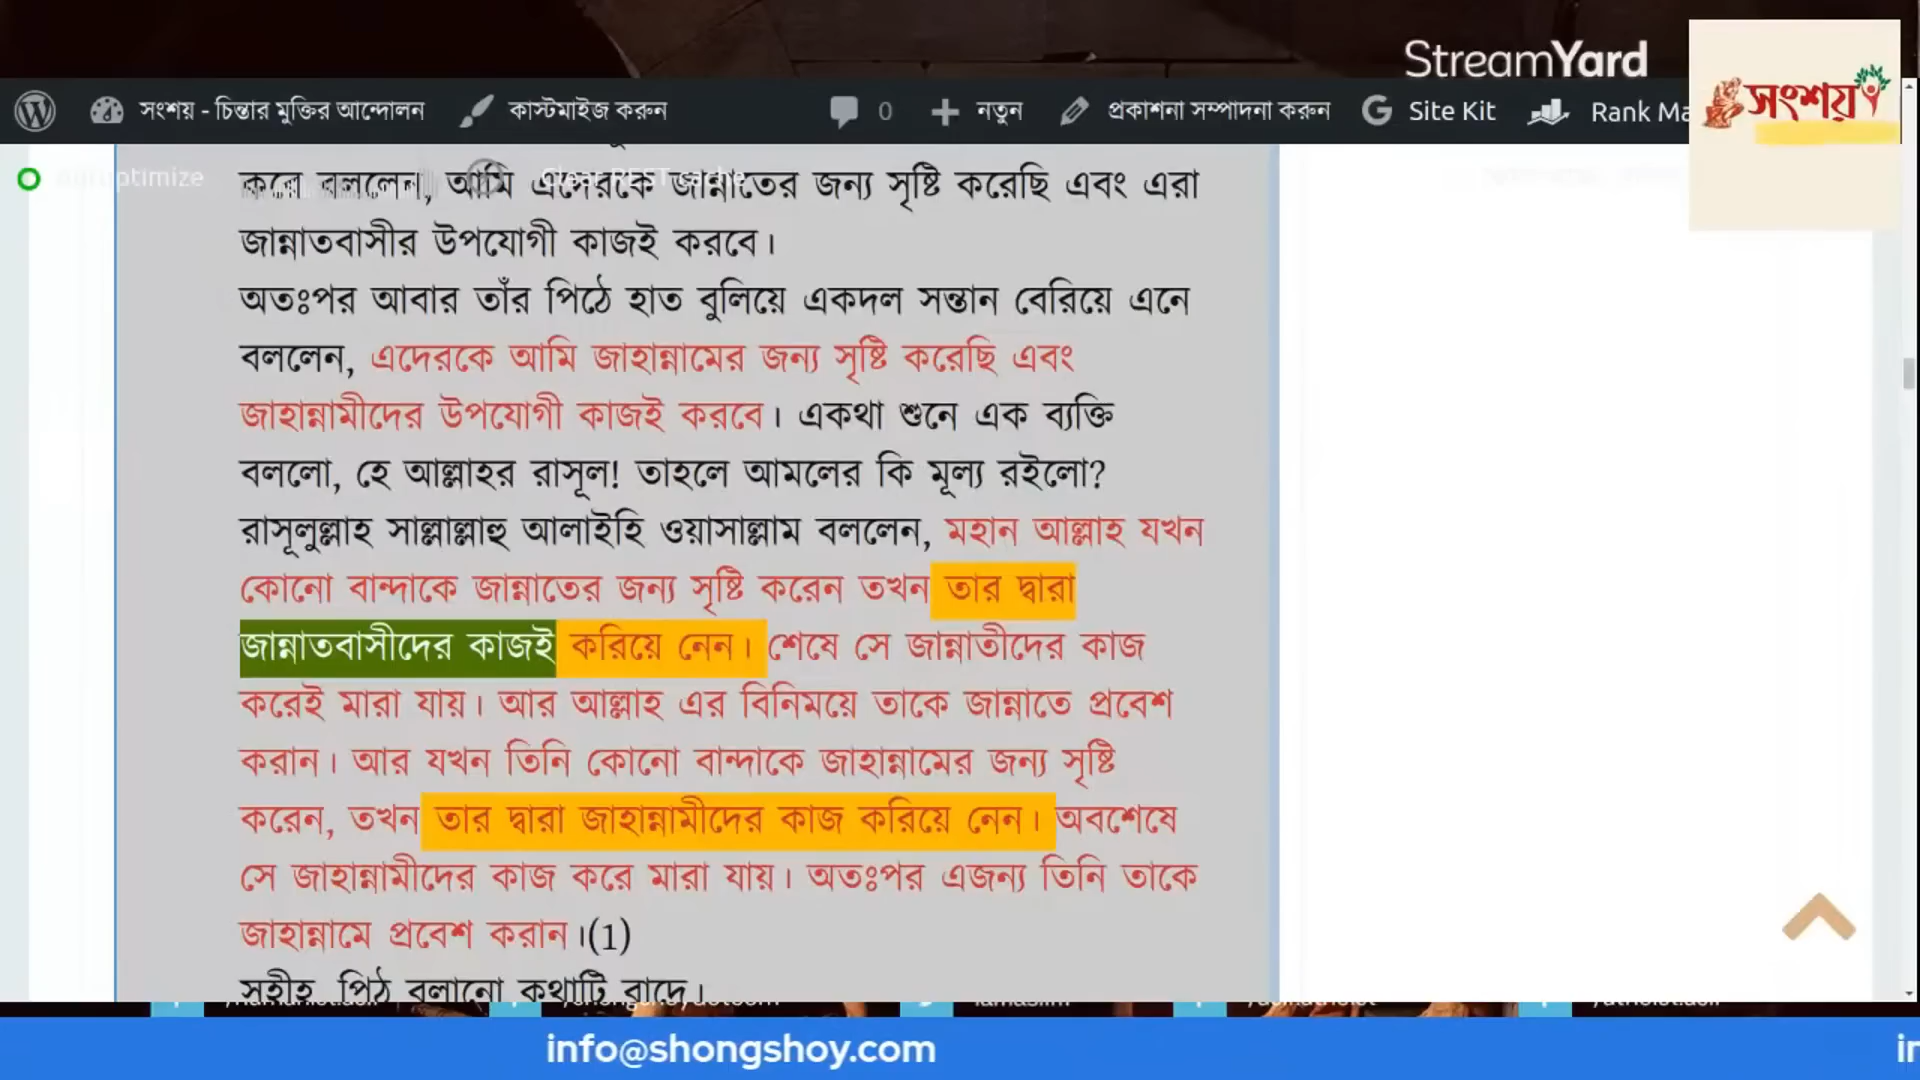 StreamYard
সংশয়
সংশয় - চিন্তার মুক্তির আন্দোলন কাস্টমাইজ করুন 0 নতুন প্রকাশনা সম্পাদনা করুন Site Kit Rank Ma
Clear REST cache
করে বললেন, আমি এদেরকে জান্নাতের জন্য সৃষ্টি করেছি এবং এরা
জান্নাতবাসীর উপযোগী কাজই করবে।
অতঃপর আবার তাঁর পিঠে হাত বুলিয়ে একদল সন্তান বেরিয়ে এনে
বললেন, এদেরকে আমি জাহান্নামের জন্য সৃষ্টি করেছি এবং
জাহান্নামীদের উপযোগী কাজই করবে। একথা শুনে এক ব্যক্তি
বললো, হে আল্লাহর রাসূল! তাহলে আমলের কি মূল্য রইলো?
রাসূলুল্লাহ সাল্লাল্লাহু আলাইহি ওয়াসাল্লাম বললেন, মহান আল্লাহ যখন
কোনো বান্দাকে জান্নাতের জন্য সৃষ্টি করেন তখন তার দ্বারা
জান্নাতবাসীদের কাজই করিয়ে নেন। শেষে সে জান্নাতীদের কাজ
করেই মারা যায়। আর আল্লাহ এর বিনিময়ে তাকে জান্নাতে প্রবেশ
করান। আর যখন তিনি কোনো বান্দাকে জাহান্নামের জন্য সৃষ্টি
করেন, তখন তার দ্বারা জাহান্নামীদের কাজ করিয়ে নেন। অবশেষে
সে জাহান্নামীদের কাজ করে মারা যায়। অতঃপর এজন্য তিনি তাকে
জাহান্নামে প্রবেশ করান।(1)
সহীহ, পিঠ বুলানো কথাটি বাদে।
info@shongshoy.com